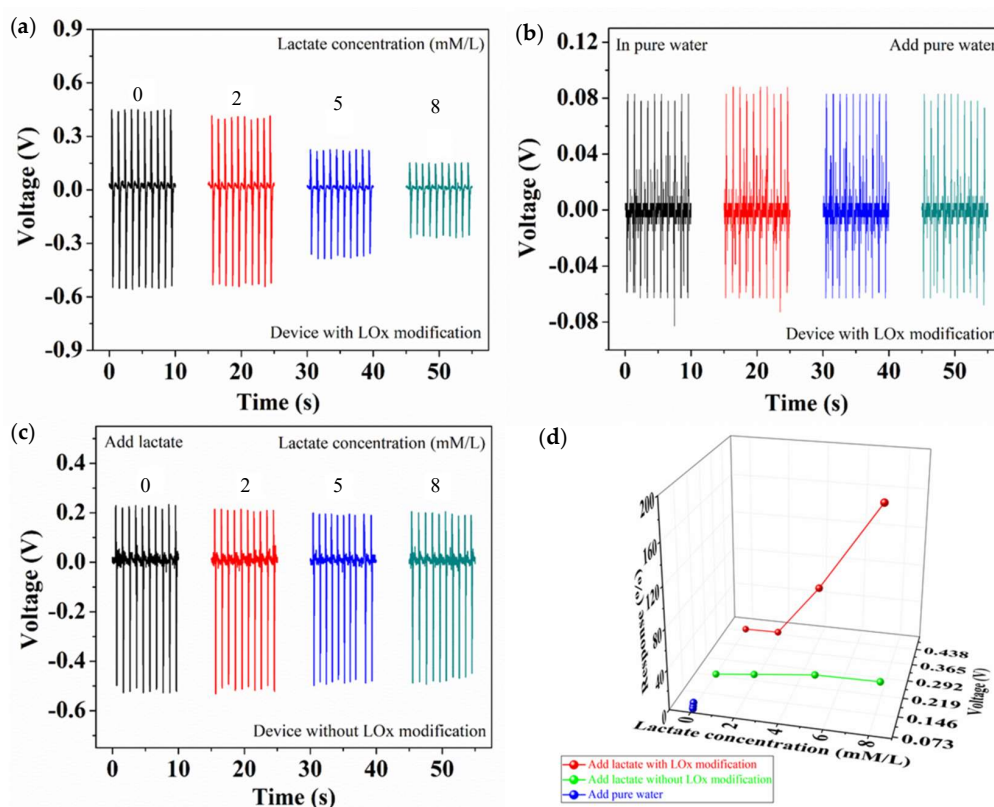 (a)
Lactate concentration (mM/L)
0 2 5 8
Device with LOx modification
Voltage (V)
0.9
0.6
0.3
0.0
-0.3
-0.6
-0.9
0 10 20 30 40 50
Time (s)
(b)
In pure water Add pure water
Device with LOx modification
Voltage (V)
0.12
0.08
0.04
0.00
-0.04
-0.08
0 10 20 30 40 50
Time (s)
(c)
Add lactate Lactate concentration (mM/L)
0 2 5 8
Device without LOx modification
Voltage (V)
0.4
0.2
0.0
-0.2
-0.4
-0.6
0 10 20 30 40 50
Time (s)
(d)
Response (%)
200
160
120
80
40
0
Lactate concentration (mM/L)
0 2 4 6 8
Voltage (V)
0.438
0.365
0.292
0.219
0.146
0.073
Add lactate with LOx modification
Add lactate without LOx modification
Add pure water